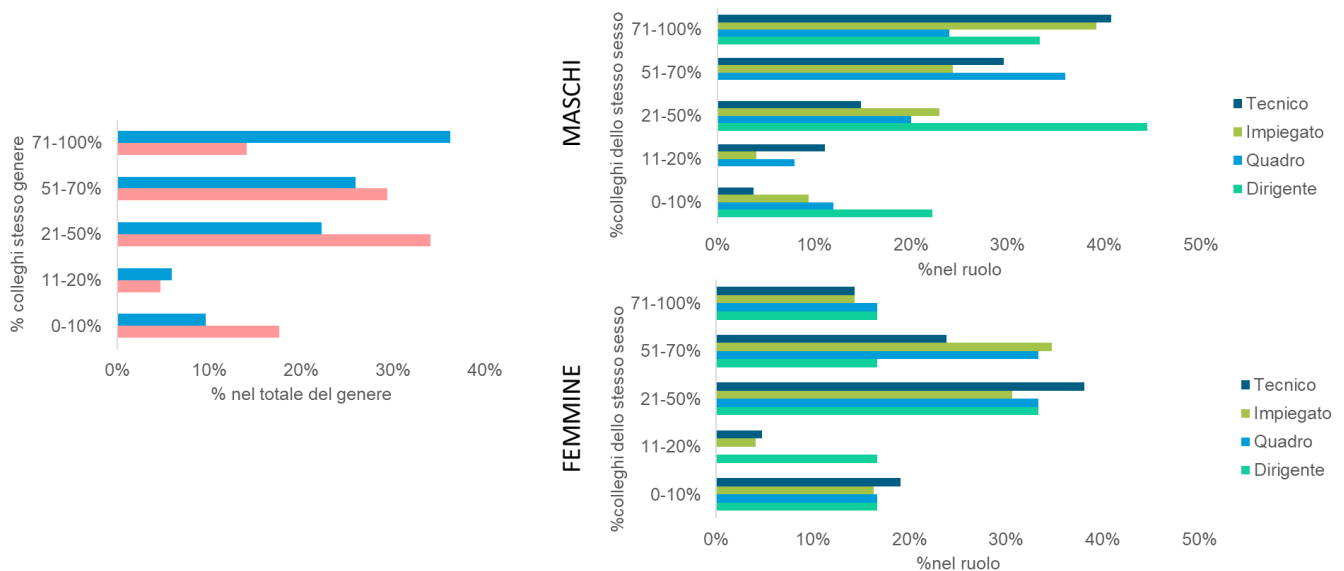 % colleghi stesso genere
71-100%
51-70%
21-50%
11-20%
0-10%
0% 10% 20% 30% 40%
% nel totale del genere
MASCHI
%colleghi dello stesso sesso
71-100%
51-70%
21-50%
11-20%
0-10%
0% 10% 20% 30% 40% 50%
%nel ruolo
Tecnico
Impiegato
Quadro
Dirigente
FEMMINE
%colleghi dello stesso sesso
71-100%
51-70%
21-50%
11-20%
0-10%
0% 10% 20% 30% 40% 50%
%nel ruolo
Tecnico
Impiegato
Quadro
Dirigente